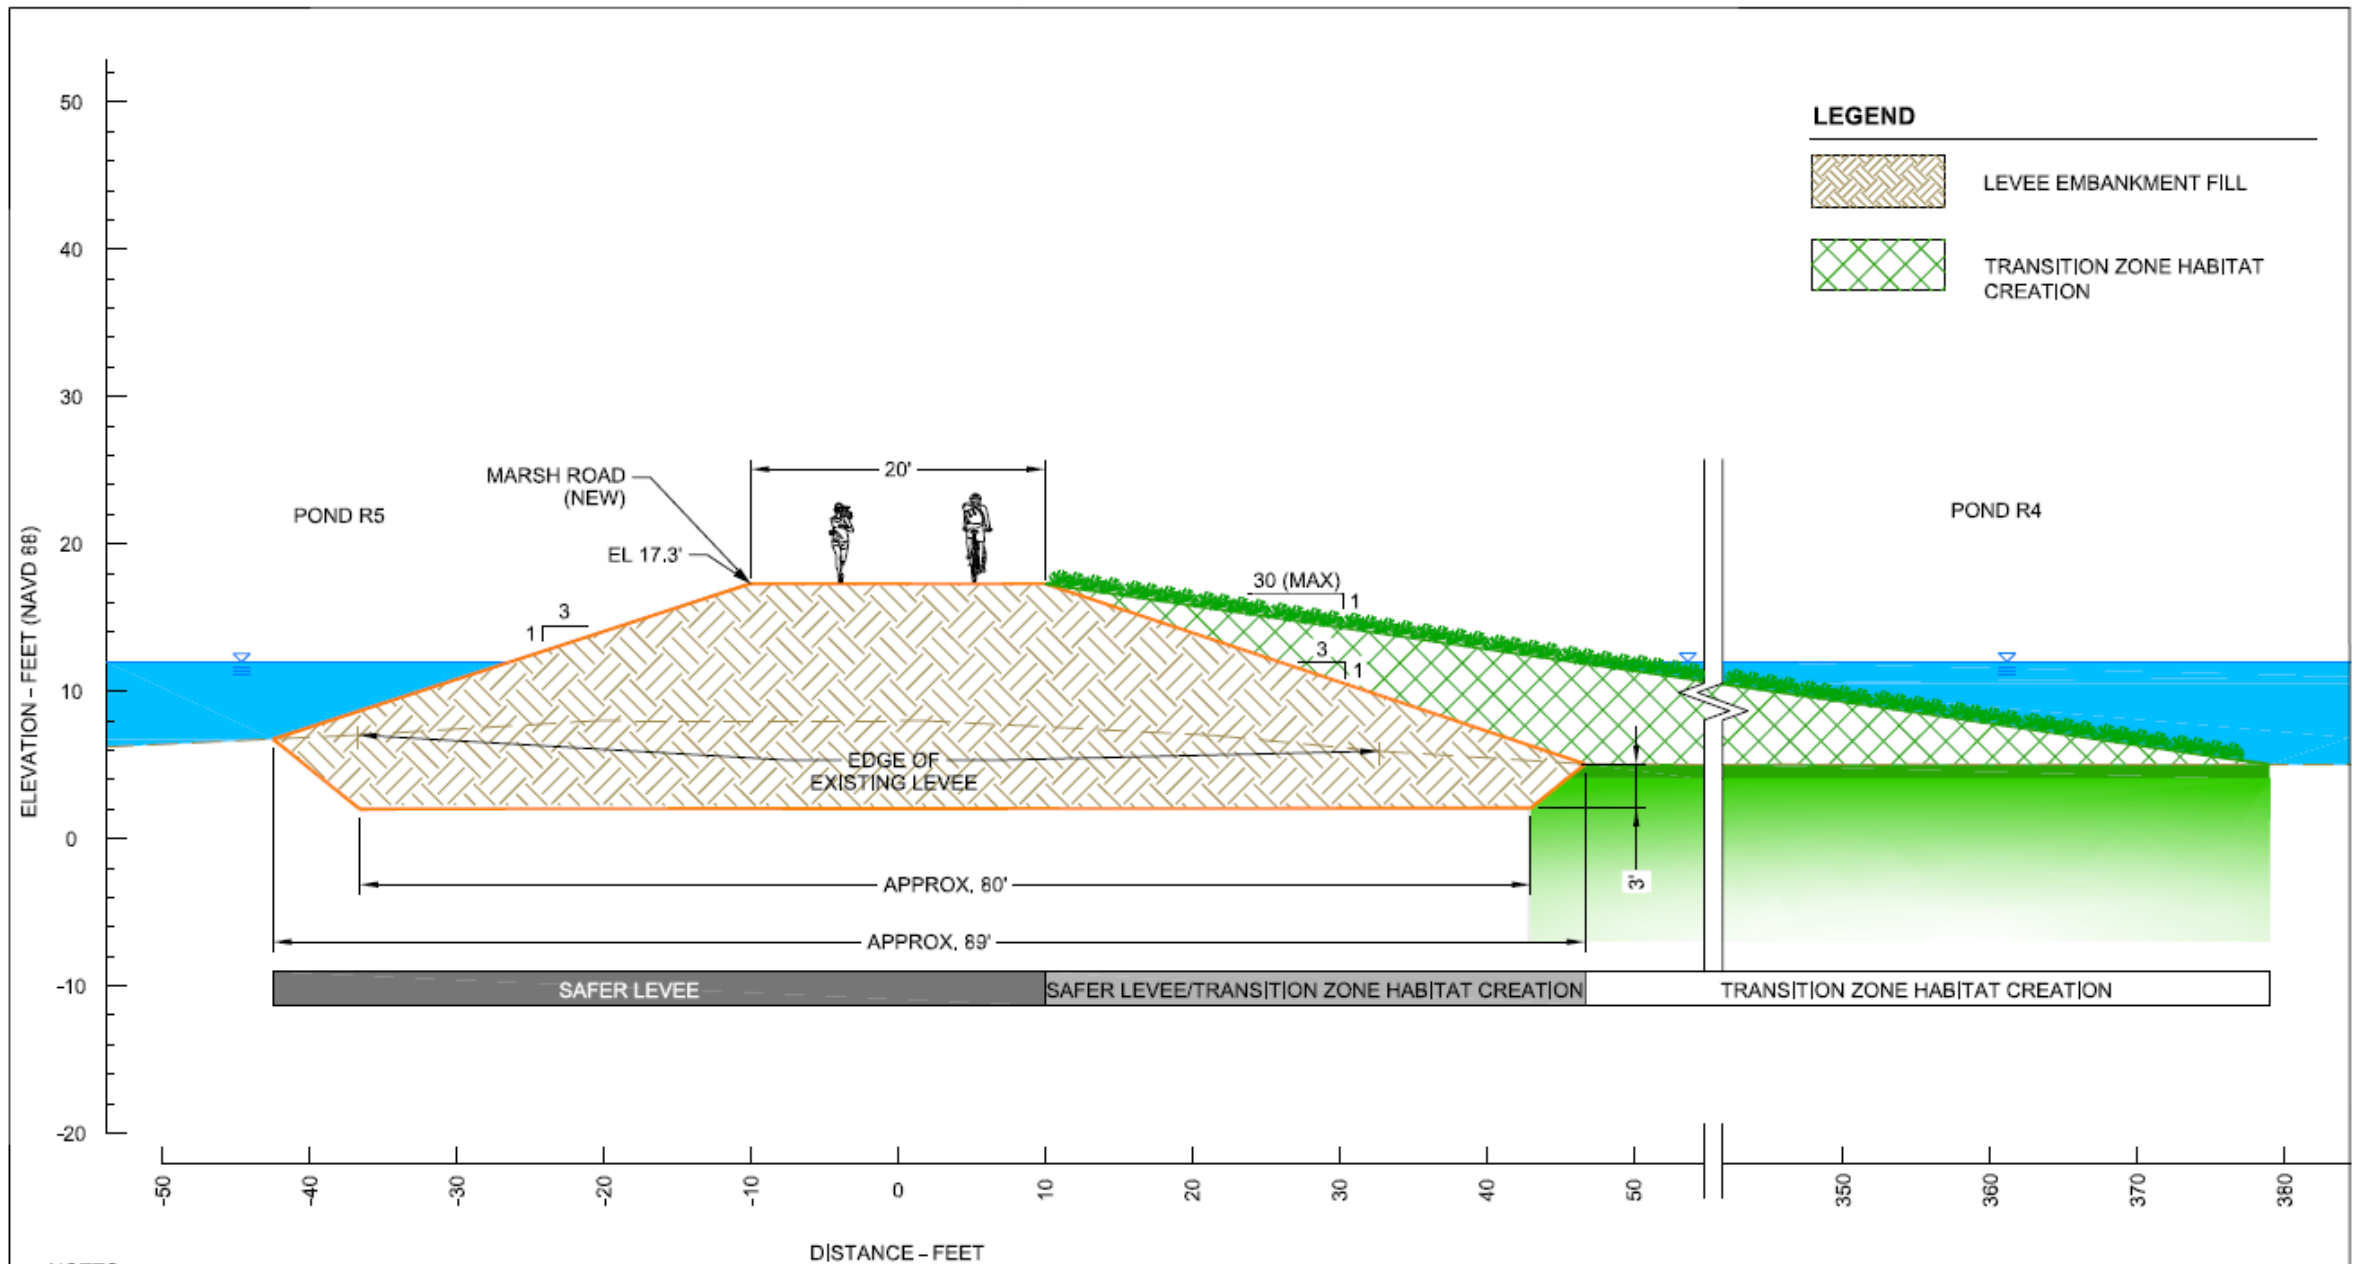 LEGEND
LEVEE EMBANKMENT FILL
TRANSITION ZONE HABITAT
CREATION
50
40
30
20
10
0
-10
-20
ELEVATION - FEET (NAVD 88)
POND R5
MARSH ROAD
(NEW)
EL 17.3'
20'
POND R4
30 (MAX)
1
3
1
3
1
EDGE OF
EXISTING LEVEE
3'
APPROX. 80'
APPROX. 89'
SAFER LEVEE
SAFER LEVEE/TRANSITION ZONE HABITAT CREATION
TRANSITION ZONE HABITAT CREATION
-50
-40
-30
-20
-10
0
10
20
30
40
50
350
360
370
380
DISTANCE - FEET